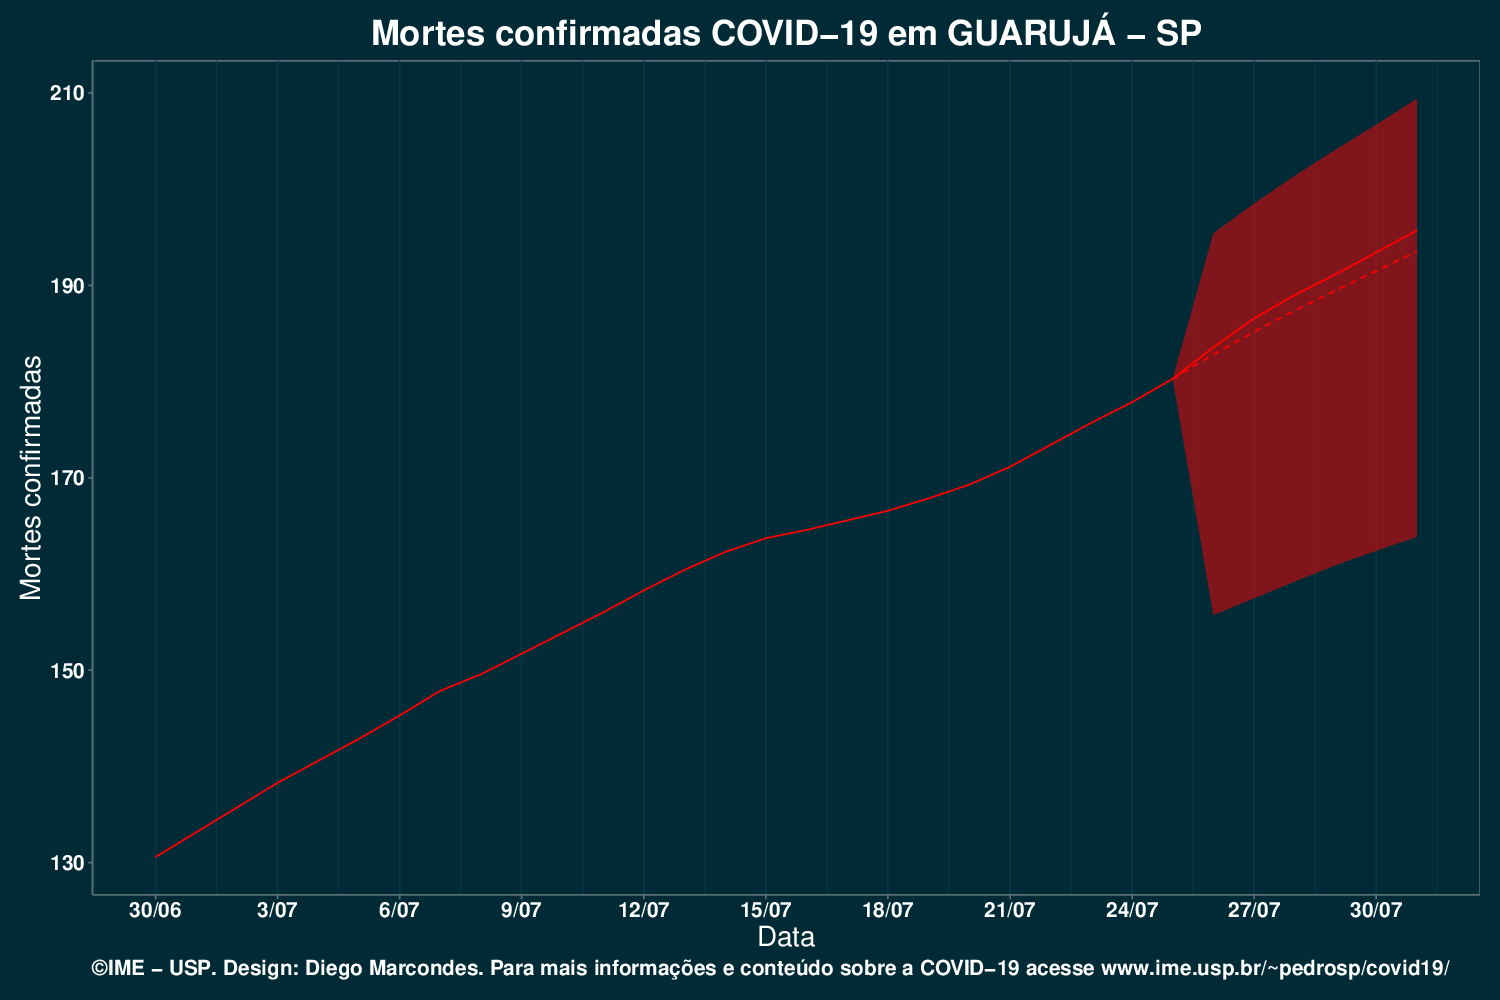 Mortes confirmadas COVID−19 em GUARUJÁ − SP
210
190
170
150
130
Mortes confirmadas
30/06 3/07 6/07 9/07 12/07 15/07 18/07 21/07 24/07 27/07 30/07
Data
©IME − USP. Design: Diego Marcondes. Para mais informações e conteúdo sobre a COVID−19 acesse www.ime.usp.br/~pedrosp/covid19/